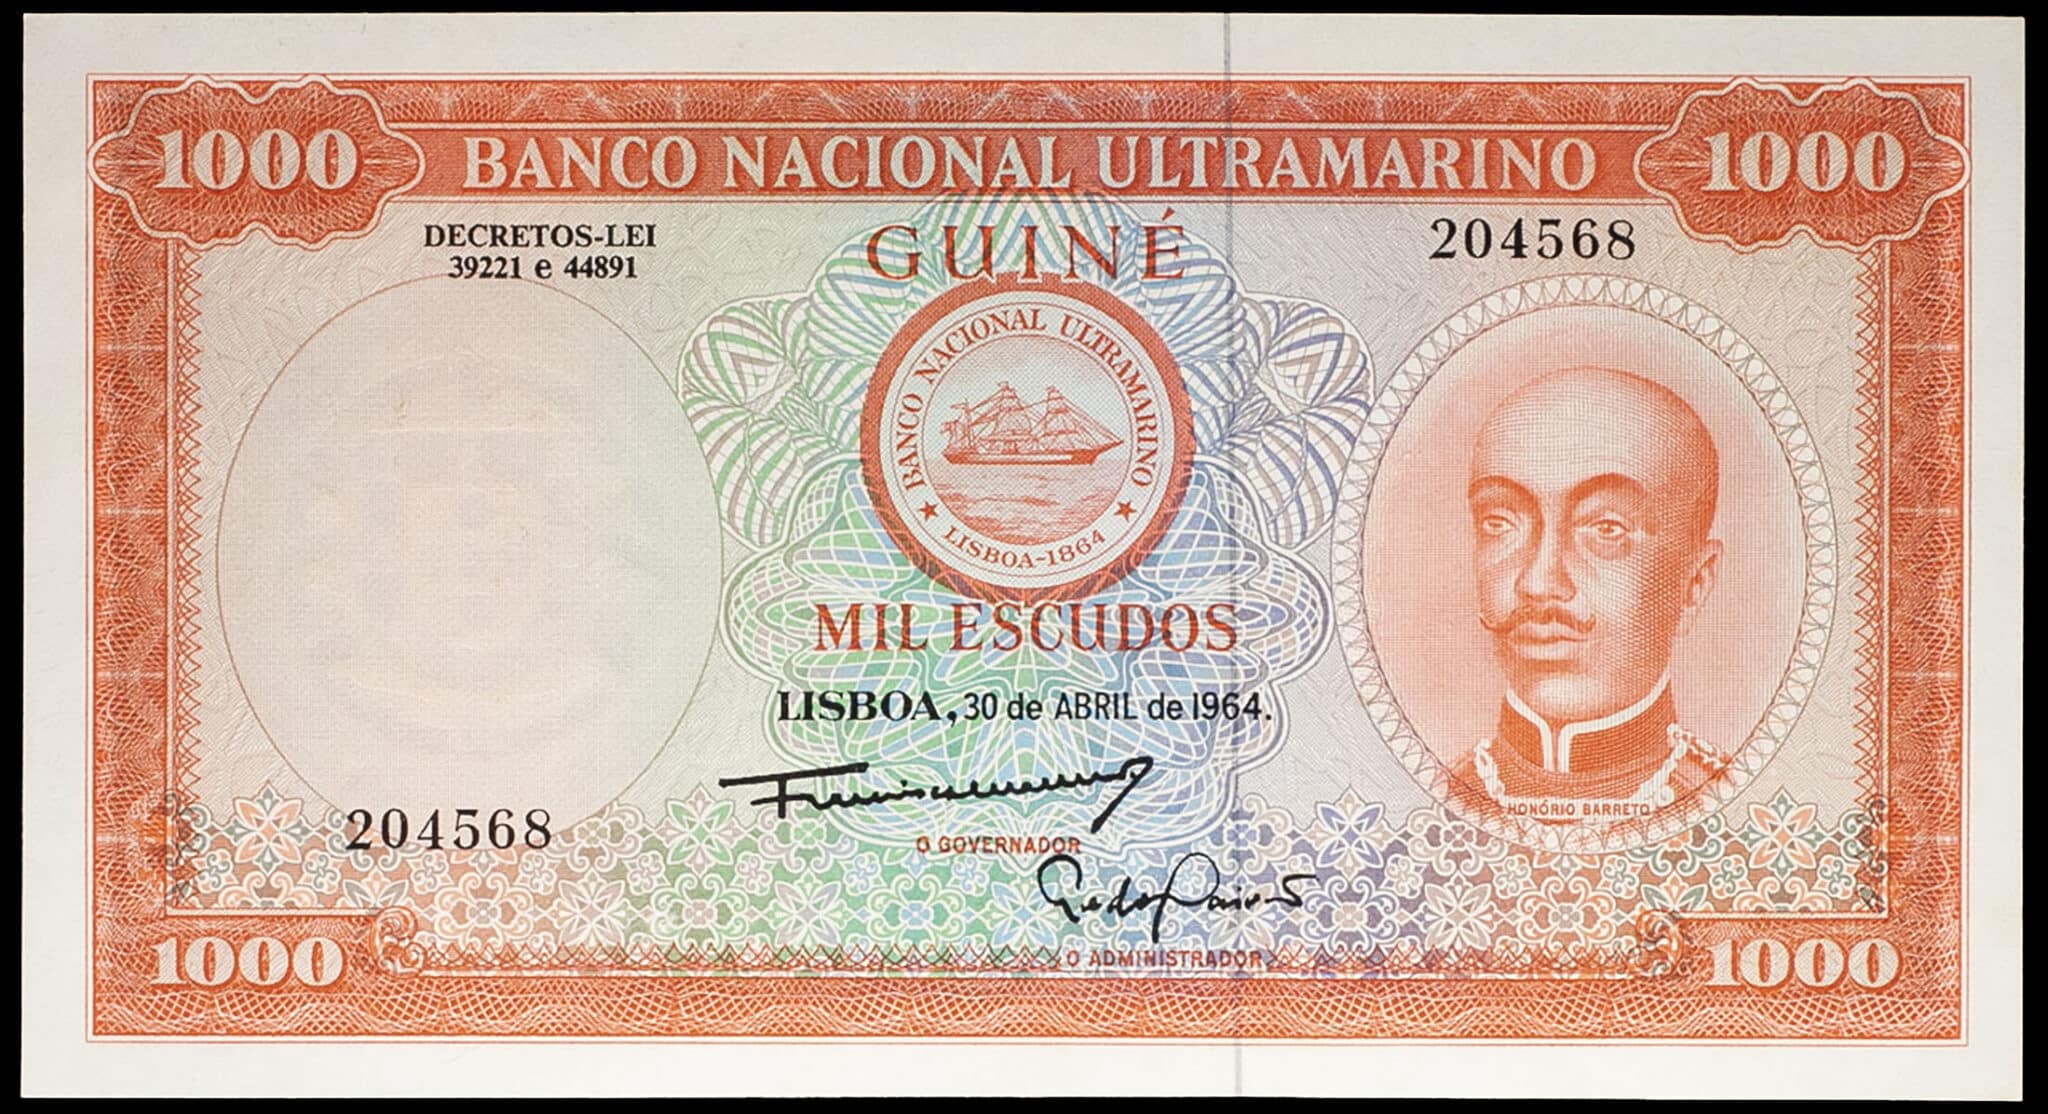 1000 BANCO NACIONAL ULTRAMARINO 1000
DECRETOS-LEI
39221 e 44891
GUINÉ
204568
BANCO NACIONAL ULTRAMARINO
LISBOA-1864
MIL ESCUDOS
LISBOA, 30 de ABRIL de 1964.
HONÓRIO BARRETO
204568
O GOVERNADOR
O ADMINISTRADOR
1000 1000